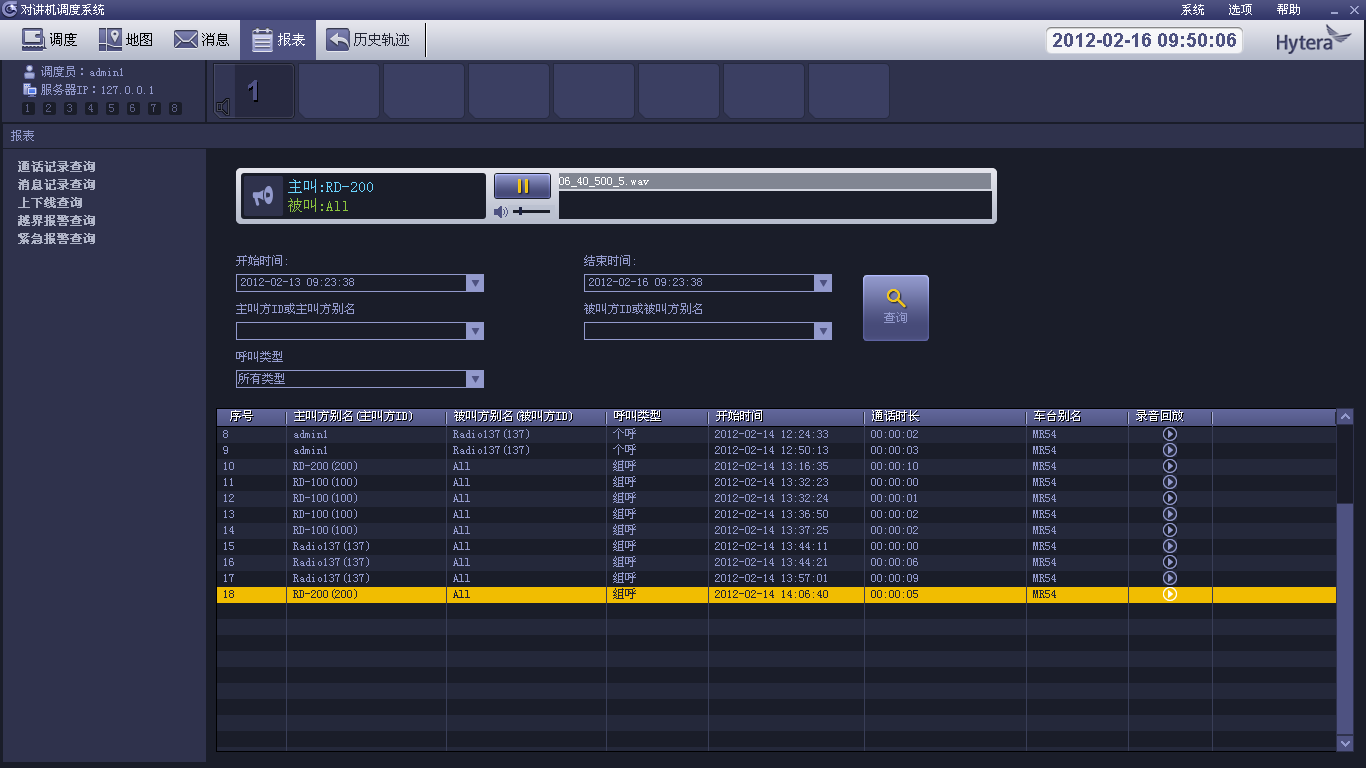 对讲机调度系统 系统 选项 帮助
调度 地图 消息 报表 历史轨迹 2012-02-16 09:50:06 Hytera
调度员：admin1
服务器IP：127.0.0.1
1 2 3 4 5 6 7 8
1
报表
通话记录查询
消息记录查询
上下线查询
越界报警查询
紧急报警查询
主叫:RD-200
被叫:All
06_40_500_5.wav
开始时间: 结束时间:
2012-02-13 09:23:38 2012-02-16 09:23:38
主叫方ID或主叫方别名 被叫方ID或被叫方别名
查询
呼叫类型
所有类型
序号 主叫方别名(主叫方ID) 被叫方别名(被叫方ID) 呼叫类型 开始时间 通话时长 车台别名 录音回放
8 admin1 Radio137(137) 个呼 2012-02-14 12:24:33 00:00:02 MR54
9 admin1 Radio137(137) 个呼 2012-02-14 12:50:13 00:00:03 MR54
10 RD-200(200) All 组呼 2012-02-14 13:16:35 00:00:10 MR54
11 RD-100(100) All 组呼 2012-02-14 13:32:23 00:00:00 MR54
12 RD-100(100) All 组呼 2012-02-14 13:32:24 00:00:01 MR54
13 RD-100(100) All 组呼 2012-02-14 13:36:50 00:00:02 MR54
14 RD-100(100) All 组呼 2012-02-14 13:37:25 00:00:02 MR54
15 Radio137(137) All 组呼 2012-02-14 13:44:11 00:00:00 MR54
16 Radio137(137) All 组呼 2012-02-14 13:44:21 00:00:06 MR54
17 Radio137(137) All 组呼 2012-02-14 13:57:01 00:00:09 MR54
18 RD-200(200) All 组呼 2012-02-14 14:06:40 00:00:05 MR54